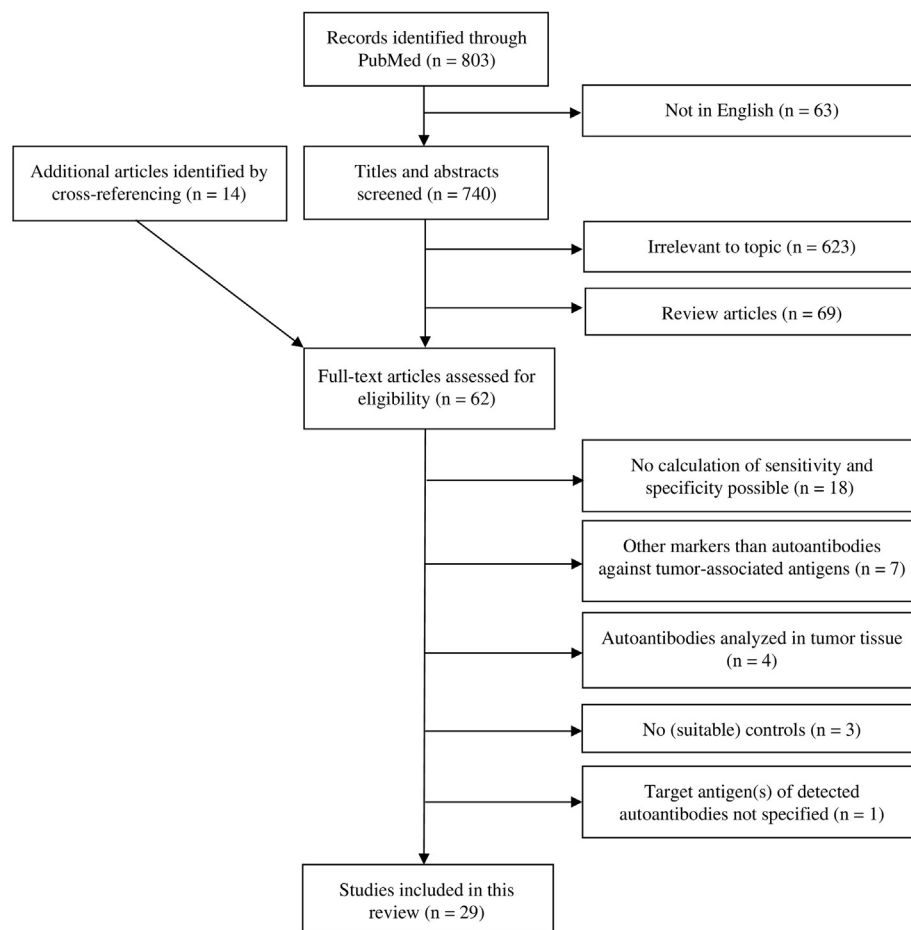 Records identified through
PubMed (n = 803)
Not in English (n = 63)
Additional articles identified by
cross-referencing (n = 14)
Titles and abstracts
screened (n = 740)
Irrelevant to topic (n = 623)
Review articles (n = 69)
Full-text articles assessed for
eligibility (n = 62)
No calculation of sensitivity and
specificity possible (n = 18)
Other markers than autoantibodies
against tumor-associated antigens (n = 7)
Autoantibodies analyzed in tumor tissue
(n = 4)
No (suitable) controls (n = 3)
Target antigen(s) of detected
autoantibodies not specified (n = 1)
Studies included in this
review (n = 29)